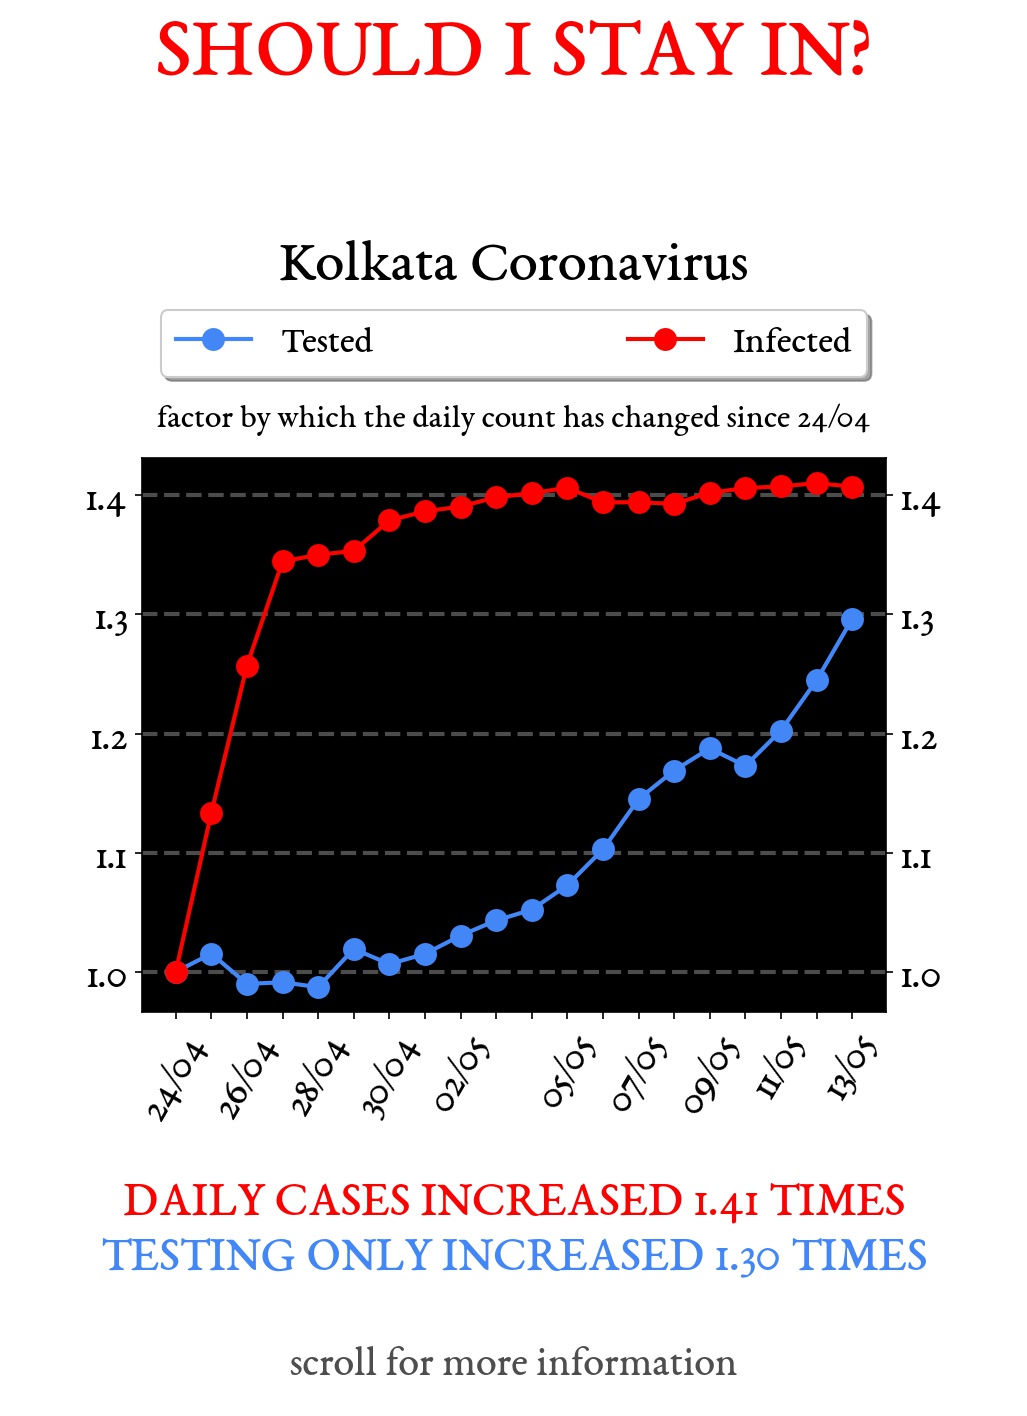 SHOULD I STAY IN?
Kolkata Coronavirus
Tested Infected
factor by which the daily count has changed since 24/04
1.4 1.4
1.3 1.3
1.2 1.2
1.1 1.1
1.0 1.0
24/04 26/04 28/04 30/04 02/05 05/05 07/05 09/05 11/05 13/05
DAILY CASES INCREASED 1.41 TIMES
TESTING ONLY INCREASED 1.30 TIMES
scroll for more information